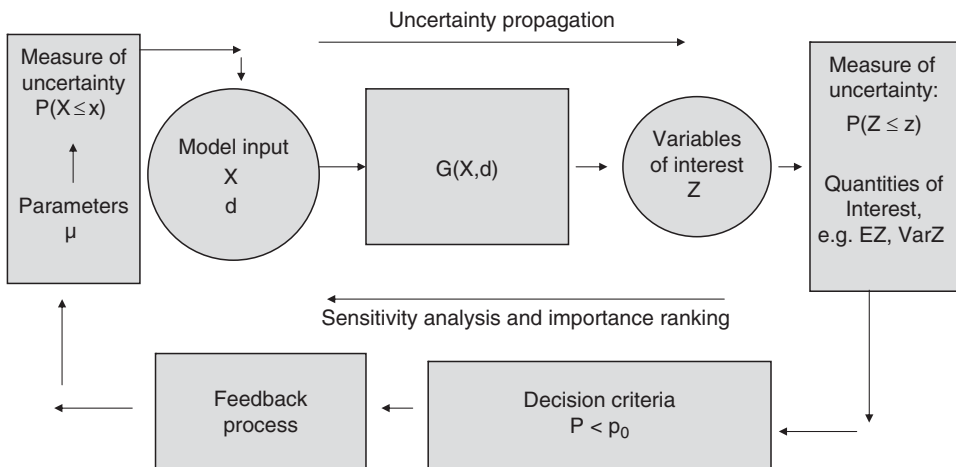 Uncertainty propagation
Measure of
uncertainty
P(X ≤ x)
Parameters
μ
Model input
X
d
G(X,d)
Variables
of interest
Z
Measure of
uncertainty:
P(Z ≤ z)
Quantities of
Interest,
e.g. EZ, VarZ
Sensitivity analysis and importance ranking
Feedback
process
Decision criteria
P < p₀